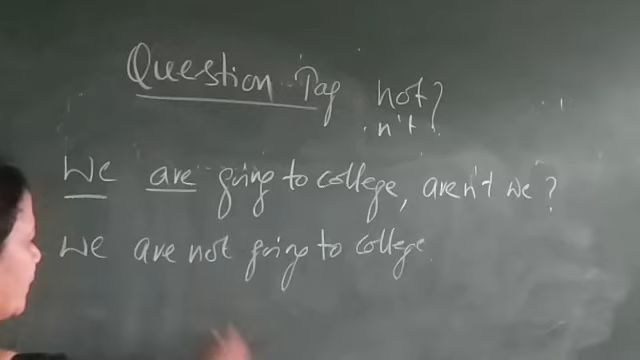 Question Tag
not?
n't
We are going to college, aren't we?
We are not going to college.